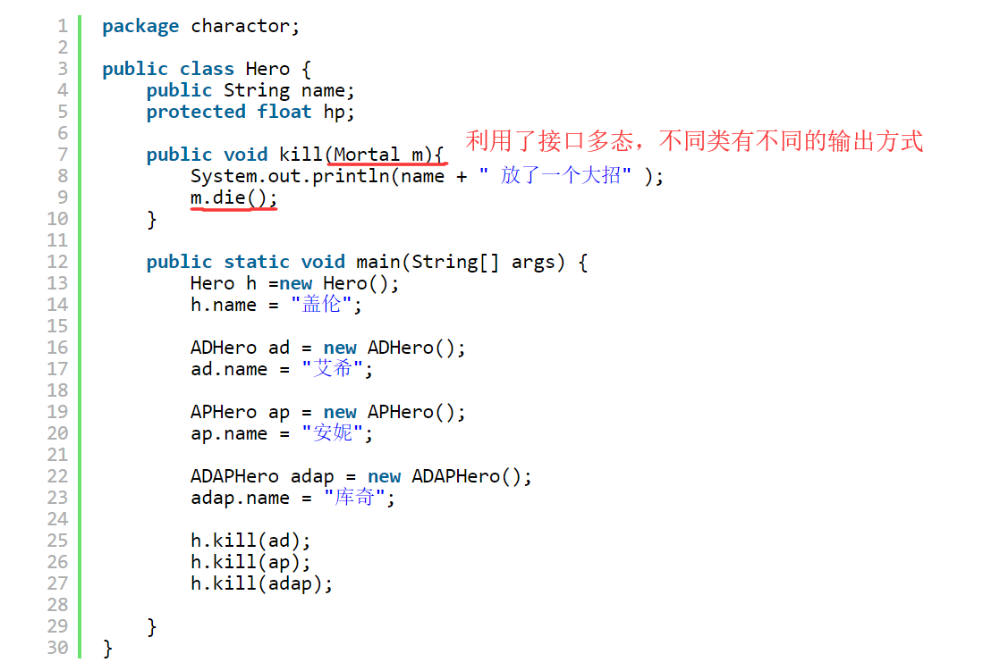 1 package charactor;
2
3 public class Hero {
4     public String name;
5     protected float hp;
6
利用了接口多态，不同类有不同的输出方式
7     public void kill(Mortal m){
8         System.out.println(name + " 放了一个大招" );
9         m.die();
10     }
11
12     public static void main(String[] args) {
13         Hero h =new Hero();
14         h.name = "盖伦";
15
16         ADHero ad = new ADHero();
17         ad.name = "艾希";
18
19         APHero ap = new APHero();
20         ap.name = "安妮";
21
22         ADAPHero adap = new ADAPHero();
23         adap.name = "库奇";
24
25         h.kill(ad);
26         h.kill(ap);
27         h.kill(adap);
28
29     }
30 }